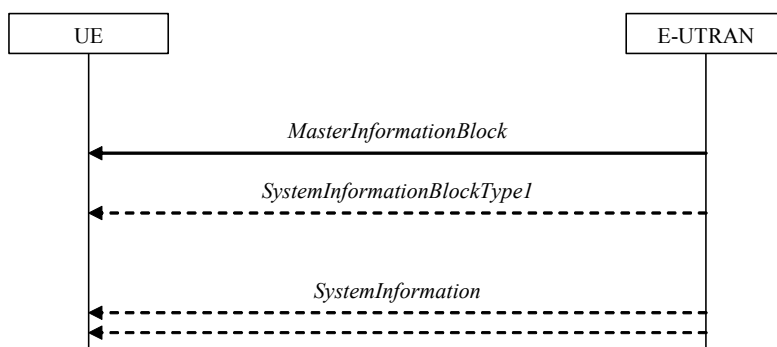 UE
E-UTRAN
MasterInformationBlock
SystemInformationBlockType1
SystemInformation